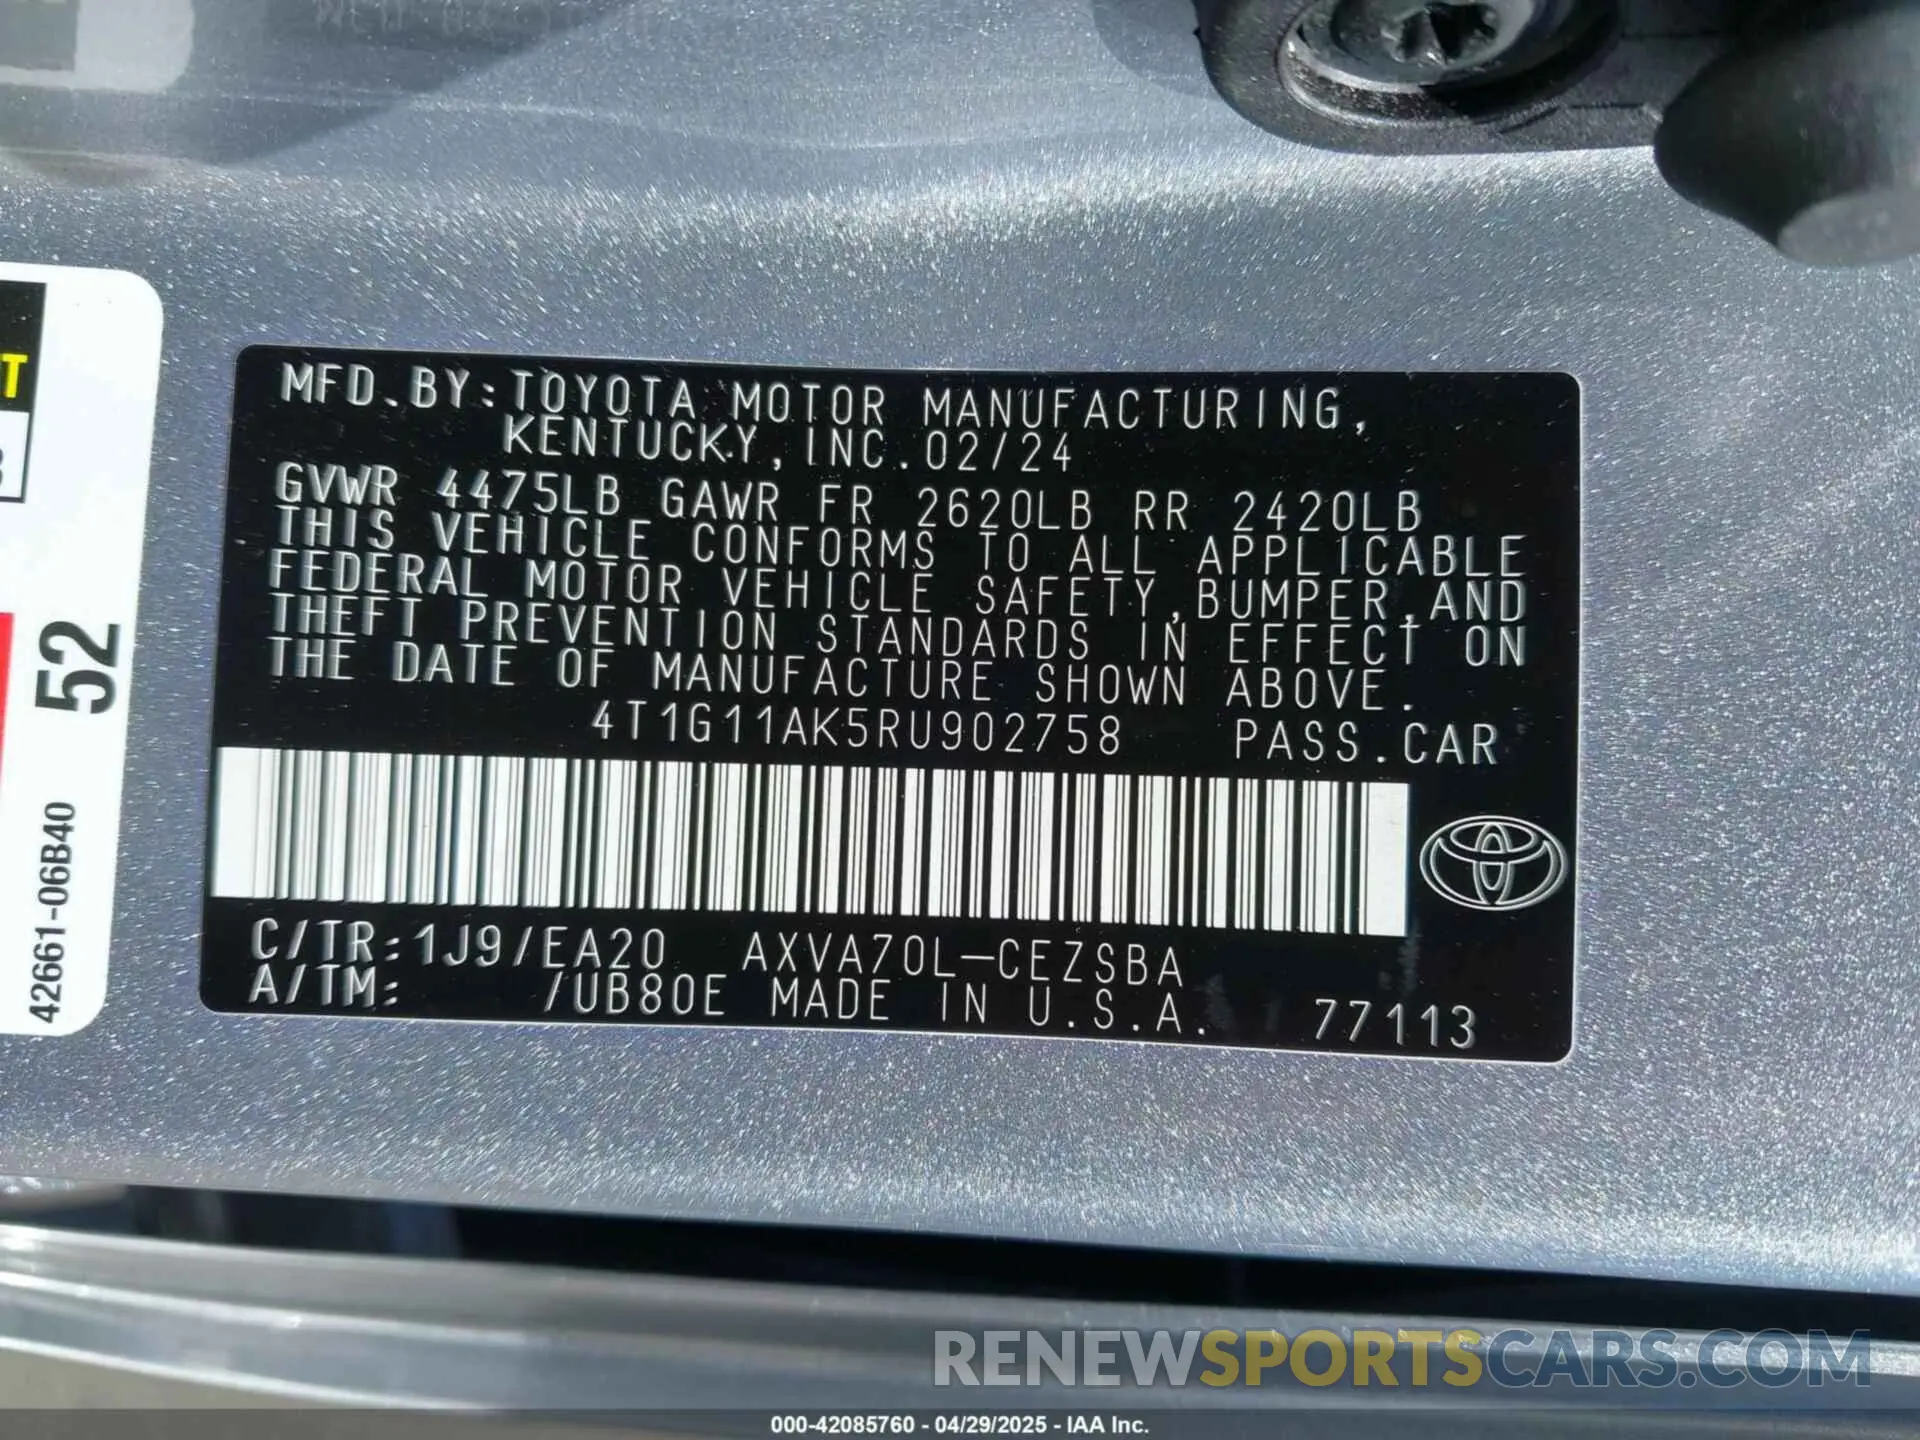 MFD.BY:TOYOTA MOTOR MANUFACTURING,
KENTUCKY, INC. 02/24
GVWR 4475LB GAWR FR 2620LB RR 2420LB
THIS VEHICLE CONFORMS TO ALL APPLICABLE
FEDERAL MOTOR VEHICLE SAFETY, BUMPER, AND
THEFT PREVENTION STANDARDS IN EFFECT ON
THE DATE OF MANUFACTURE SHOWN ABOVE.
4T1G11AK5RU902758 PASS.CAR
C/TR:1J9/EA20 AXVA70L-CEZSBA
A/TM: /UB80E MADE IN U.S.A. 77113
52
42661-06B40
RENEWSPORTSCARS.COM
000-42085760 - 04/29/2025 - IAA Inc.